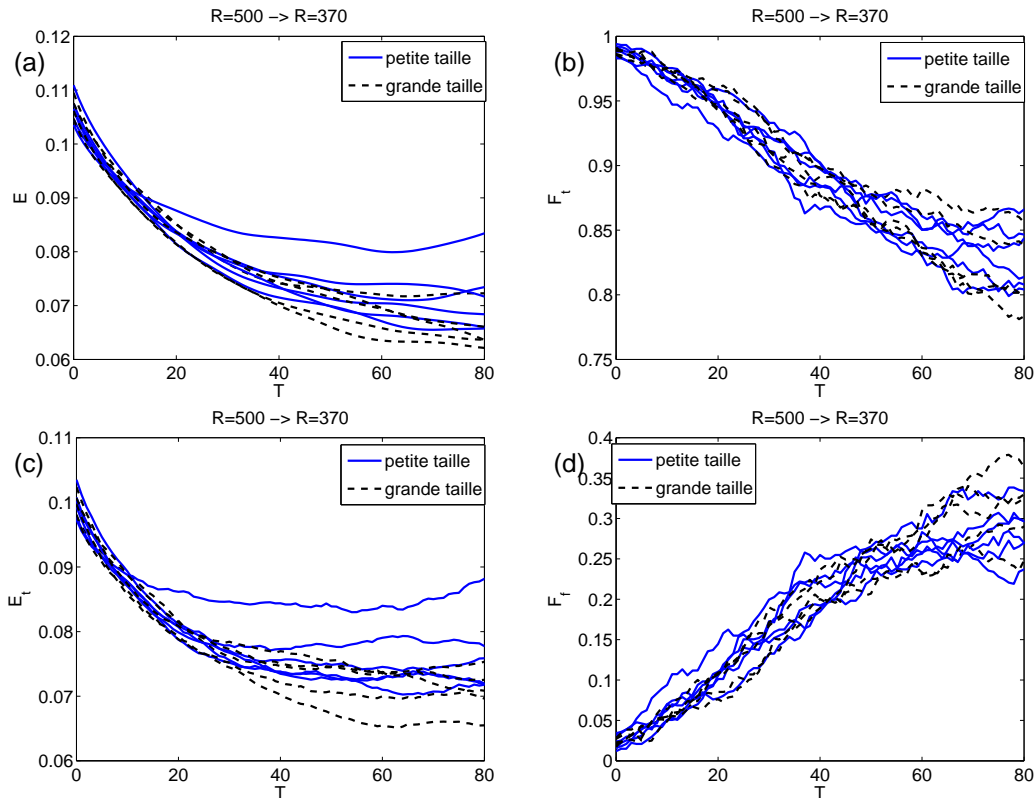 R=500 −> R=370
(a)
E
0.12
0.11
0.1
0.09
0.08
0.07
0.06
0
20
40
60
80
T
petite taille
grande taille
R=500 −> R=370
(b)
F_t
1
0.95
0.9
0.85
0.8
0.75
0
20
40
60
80
T
petite taille
grande taille
R=500 −> R=370
(c)
E_t
0.11
0.1
0.09
0.08
0.07
0.06
0
20
40
60
80
T
petite taille
grande taille
R=500 −> R=370
(d)
F_f
0.4
0.35
0.3
0.25
0.2
0.15
0.1
0.05
0
0
20
40
60
80
T
petite taille
grande taille